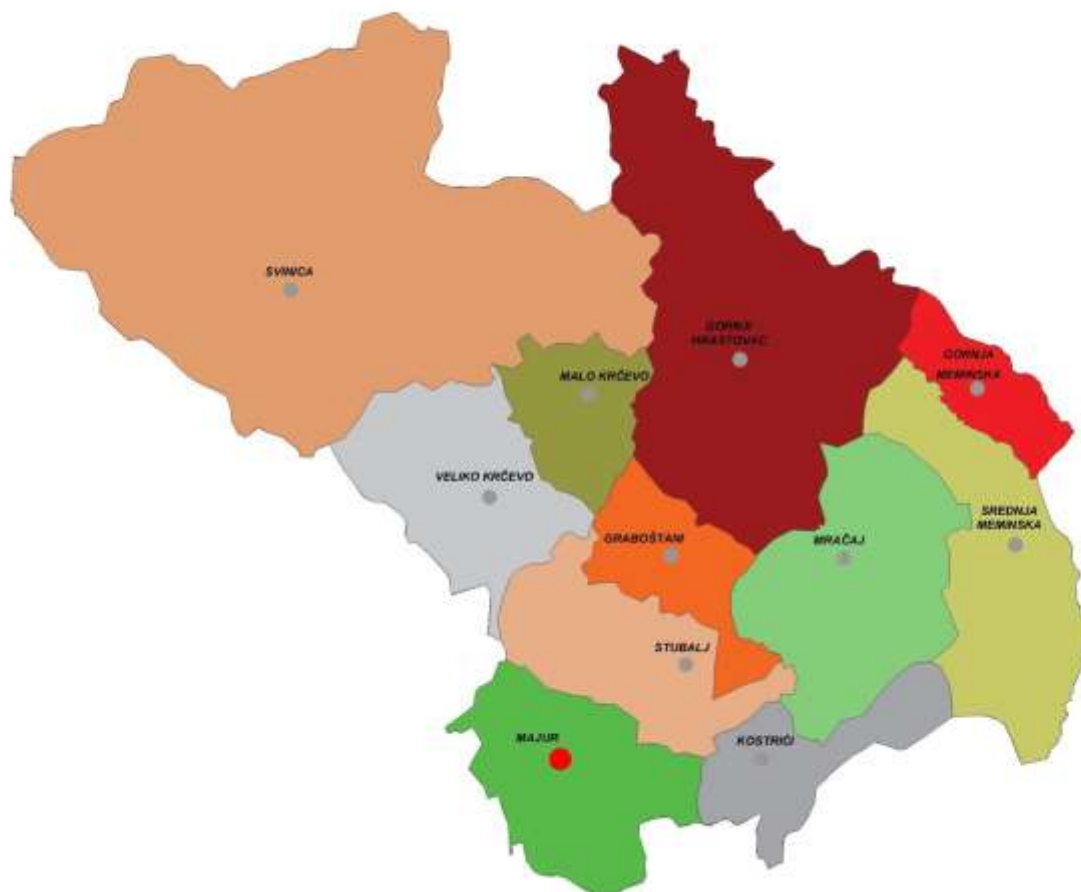 SVINICA
GORNJI
HRASTOVAC
GORNJA
MEMINSKA
MALO KRČEVO
VELIKO KRČEVO
SREDNJA
MEMINSKA
GRABOŠTANI
MRAČAJ
STUBALJ
MAJUR
KOSTRIĆI